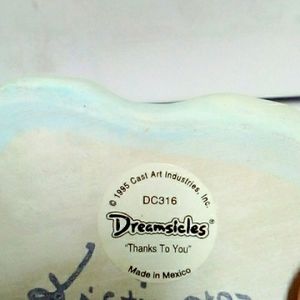 © 1995 Cast Art Industries, Inc.
DC316
Dreamsicles®
"Thanks To You"
Made in Mexico